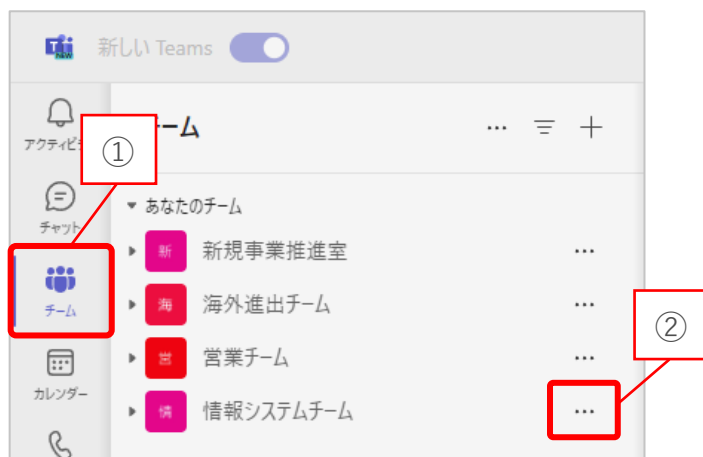 新しい Teams
アクティビ
ーム
①
チャット
あなたのチーム
新 新規事業推進室
チーム
海 海外進出チーム
②
営 営業チーム
カレンダー
情 情報システムチーム